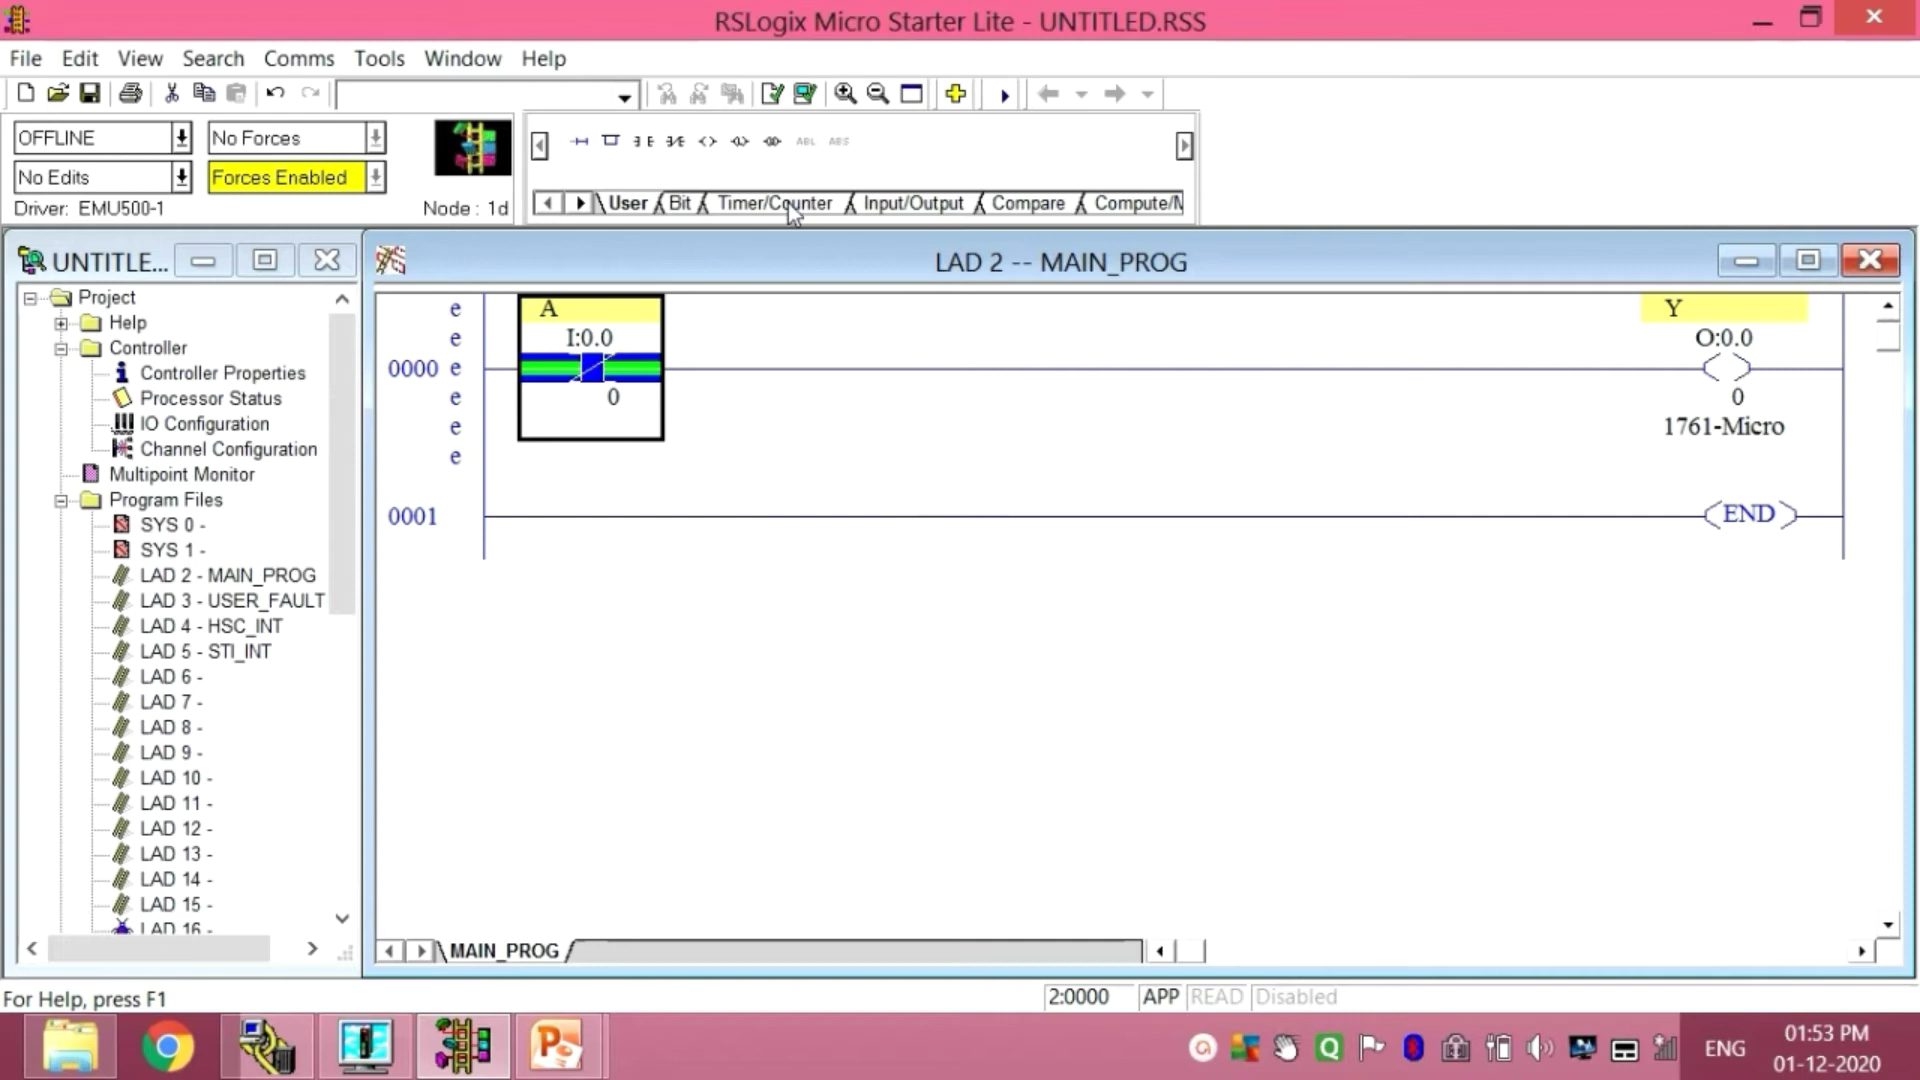 RSLogix Micro Starter Lite - UNTITLED.RSS
File Edit View Search Comms Tools Window Help
OFFLINE No Forces
No Edits Forces Enabled
Driver: EMU500-1 Node : 1d
ABL ABS
User Bit Timer/Counter Input/Output Compare Compute/M
UNTITLE...
LAD 2 -- MAIN_PROG
Project
Help
Controller
Controller Properties
Processor Status
IO Configuration
Channel Configuration
Multipoint Monitor
Program Files
SYS 0 -
SYS 1 -
LAD 2 - MAIN_PROG
LAD 3 - USER_FAULT
LAD 4 - HSC_INT
LAD 5 - STI_INT
LAD 6 -
LAD 7 -
LAD 8 -
LAD 9 -
LAD 10 -
LAD 11 -
LAD 12 -
LAD 13 -
LAD 14 -
LAD 15 -
LAD 16 -
e A Y
e I:0.0 O:0.0
0000 e
e 0 0
e 1761-Micro
e
0001 END
MAIN_PROG
For Help, press F1
2:0000 APP READ Disabled
ENG
01:53 PM
01-12-2020